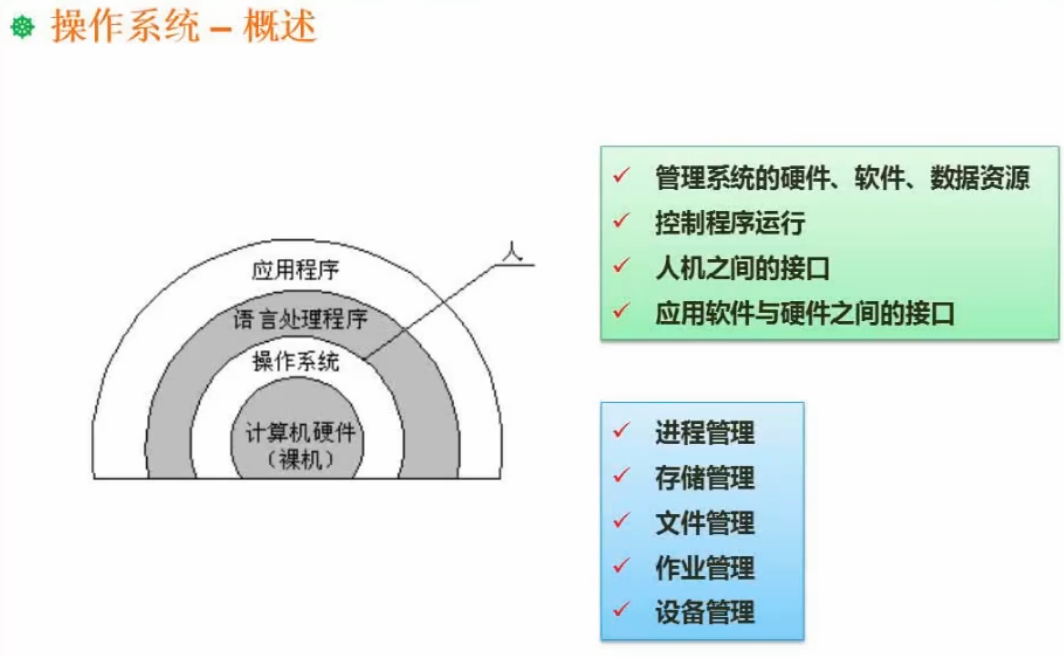 操作系统 – 概述
应用程序
语言处理程序
操作系统
计算机硬件
（裸机）
人
管理系统的硬件、软件、数据资源
控制程序运行
人机之间的接口
应用软件与硬件之间的接口
进程管理
存储管理
文件管理
作业管理
设备管理